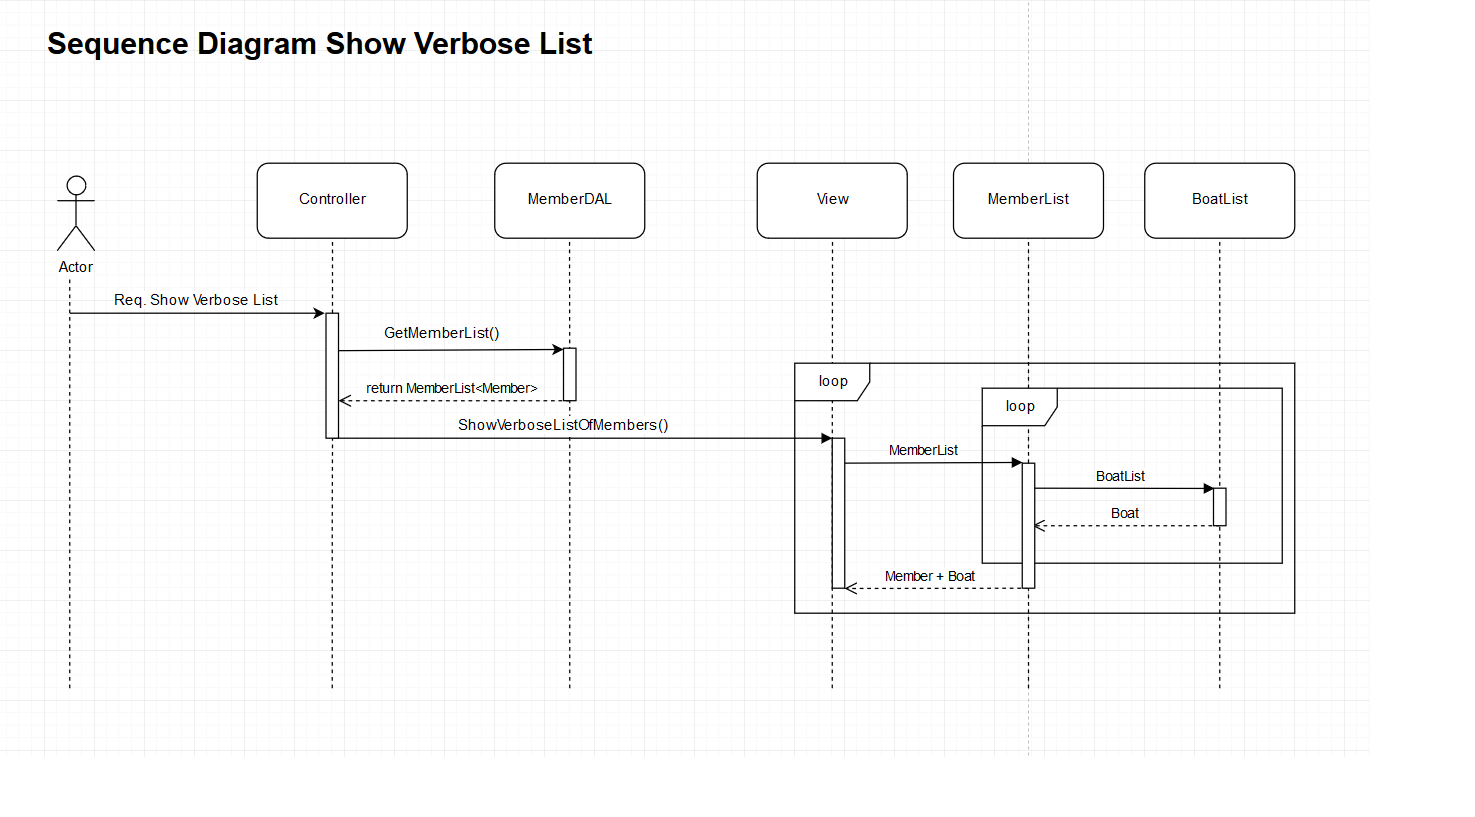 Sequence Diagram Show Verbose List
Controller
MemberDAL
View
MemberList
BoatList
Actor
Req. Show Verbose List
GetMemberList()
return MemberList<Member>
ShowVerboseListOfMembers()
loop
loop
MemberList
BoatList
Boat
Member + Boat